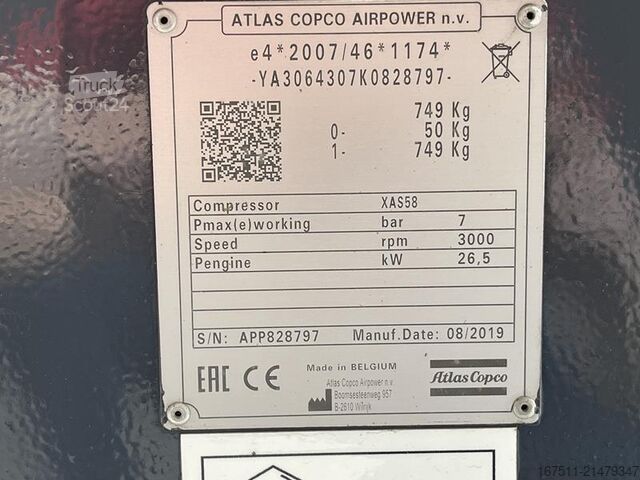 ATLAS COPCO AIRPOWER n.v.
e4*2007/46*1174*
-YA3064307K0828797-
749 Kg
0- 50 Kg
1- 749 Kg
Truck
Scout24
Compressor XAS58
Pmax(e)working bar 7
Speed rpm 3000
Pengine kW 26,5
S/N: APP828797 Manuf.Date: 08/2019
EAC CE
Made in BELGIUM
Atlas Copco Airpower n.v.
Boomsesteenweg 957
B-2610 Wilrijk
Atlas Copco
167511-21479347